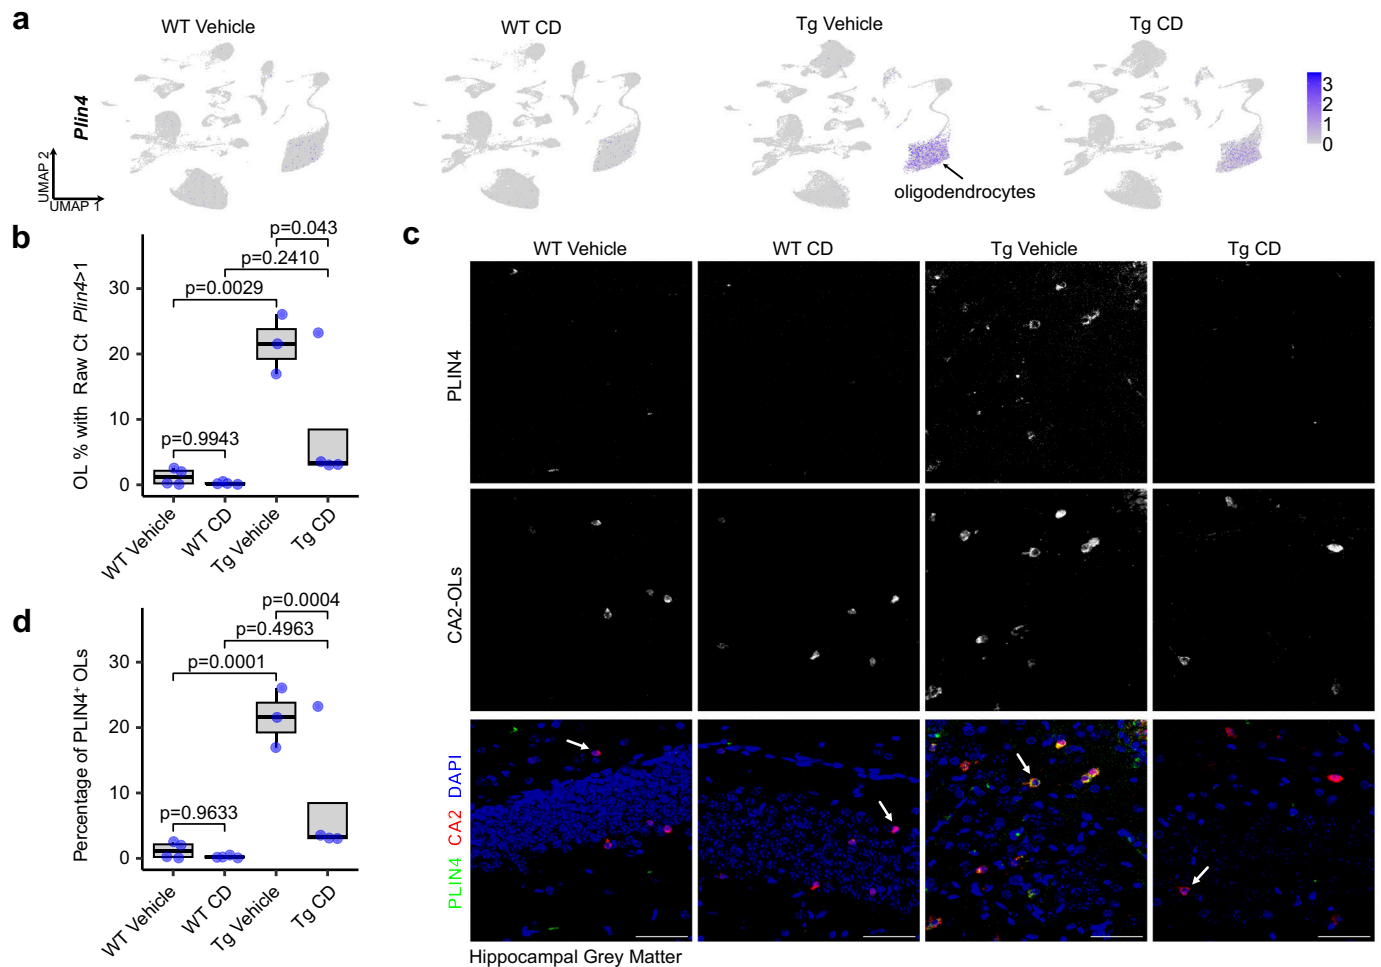 a
WT Vehicle
WT CD
Tg Vehicle
Tg CD
Plin4
UMAP 2
UMAP 1
oligodendrocytes
3
2
1
0
b
OL % with Raw Ct Plin4>1
30
20
10
0
p=0.043
p=0.2410
p=0.0029
p=0.9943
WT Vehicle
WT CD
Tg Vehicle
Tg CD
c
WT Vehicle
WT CD
Tg Vehicle
Tg CD
PLIN4
CA2-OLs
PLIN4 CA2 DAPI
Hippocampal Grey Matter
d
Percentage of PLIN4⁺ OLs
30
20
10
0
p=0.0004
p=0.4963
p=0.0001
p=0.9633
WT Vehicle
WT CD
Tg Vehicle
Tg CD